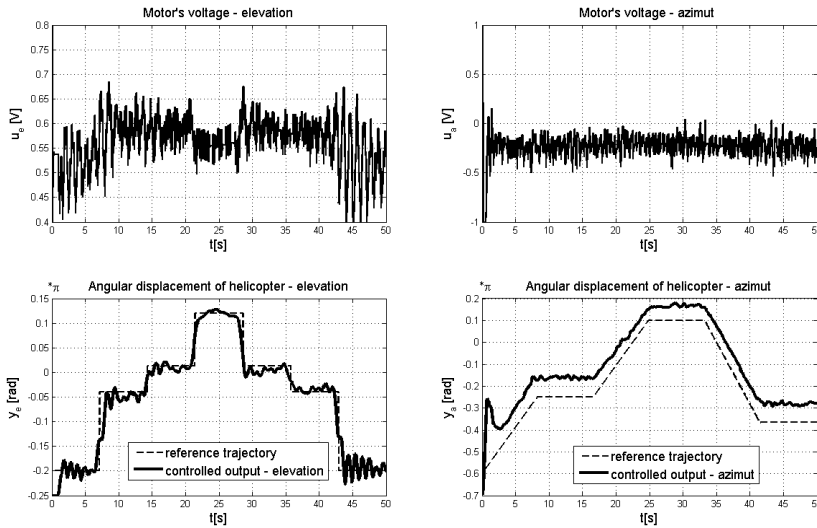 Motor's voltage - elevation
0.8
0.75
0.7
0.65
0.6
0.55
0.5
0.45
0.4
u_e [V]
0 5 10 15 20 25 30 35 40 45 50
t[s]
Motor's voltage - azimut
1
0.5
0
-0.5
-1
u_a [V]
0 5 10 15 20 25 30 35 40 45 50
t[s]
*π
Angular displacement of helicopter - elevation
0.15
0.1
0.05
0
-0.05
-0.1
-0.15
-0.2
-0.25
y_e [rad]
reference trajectory
controlled output - elevation
0 5 10 15 20 25 30 35 40 45 50
t[s]
*π
Angular displacement of helicopter - azimut
0.2
0.1
0
-0.1
-0.2
-0.3
-0.4
-0.5
-0.6
-0.7
y_a [rad]
reference trajectory
controlled output - azimut
0 5 10 15 20 25 30 35 40 45 50
t[s]